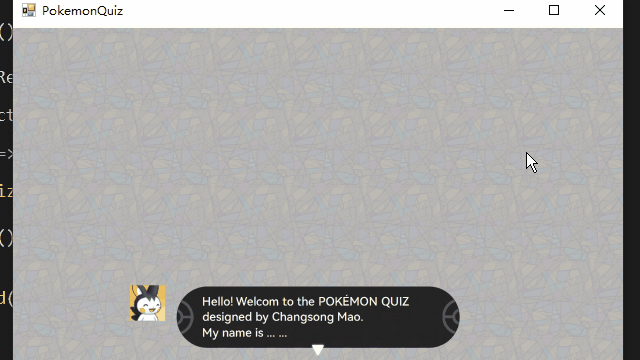 PokemonQuiz
()
Re
ct
=>
iz
()
d(
Hello! Welcom to the POKÉMON QUIZ
designed by Changsong Mao.
My name is ... ...